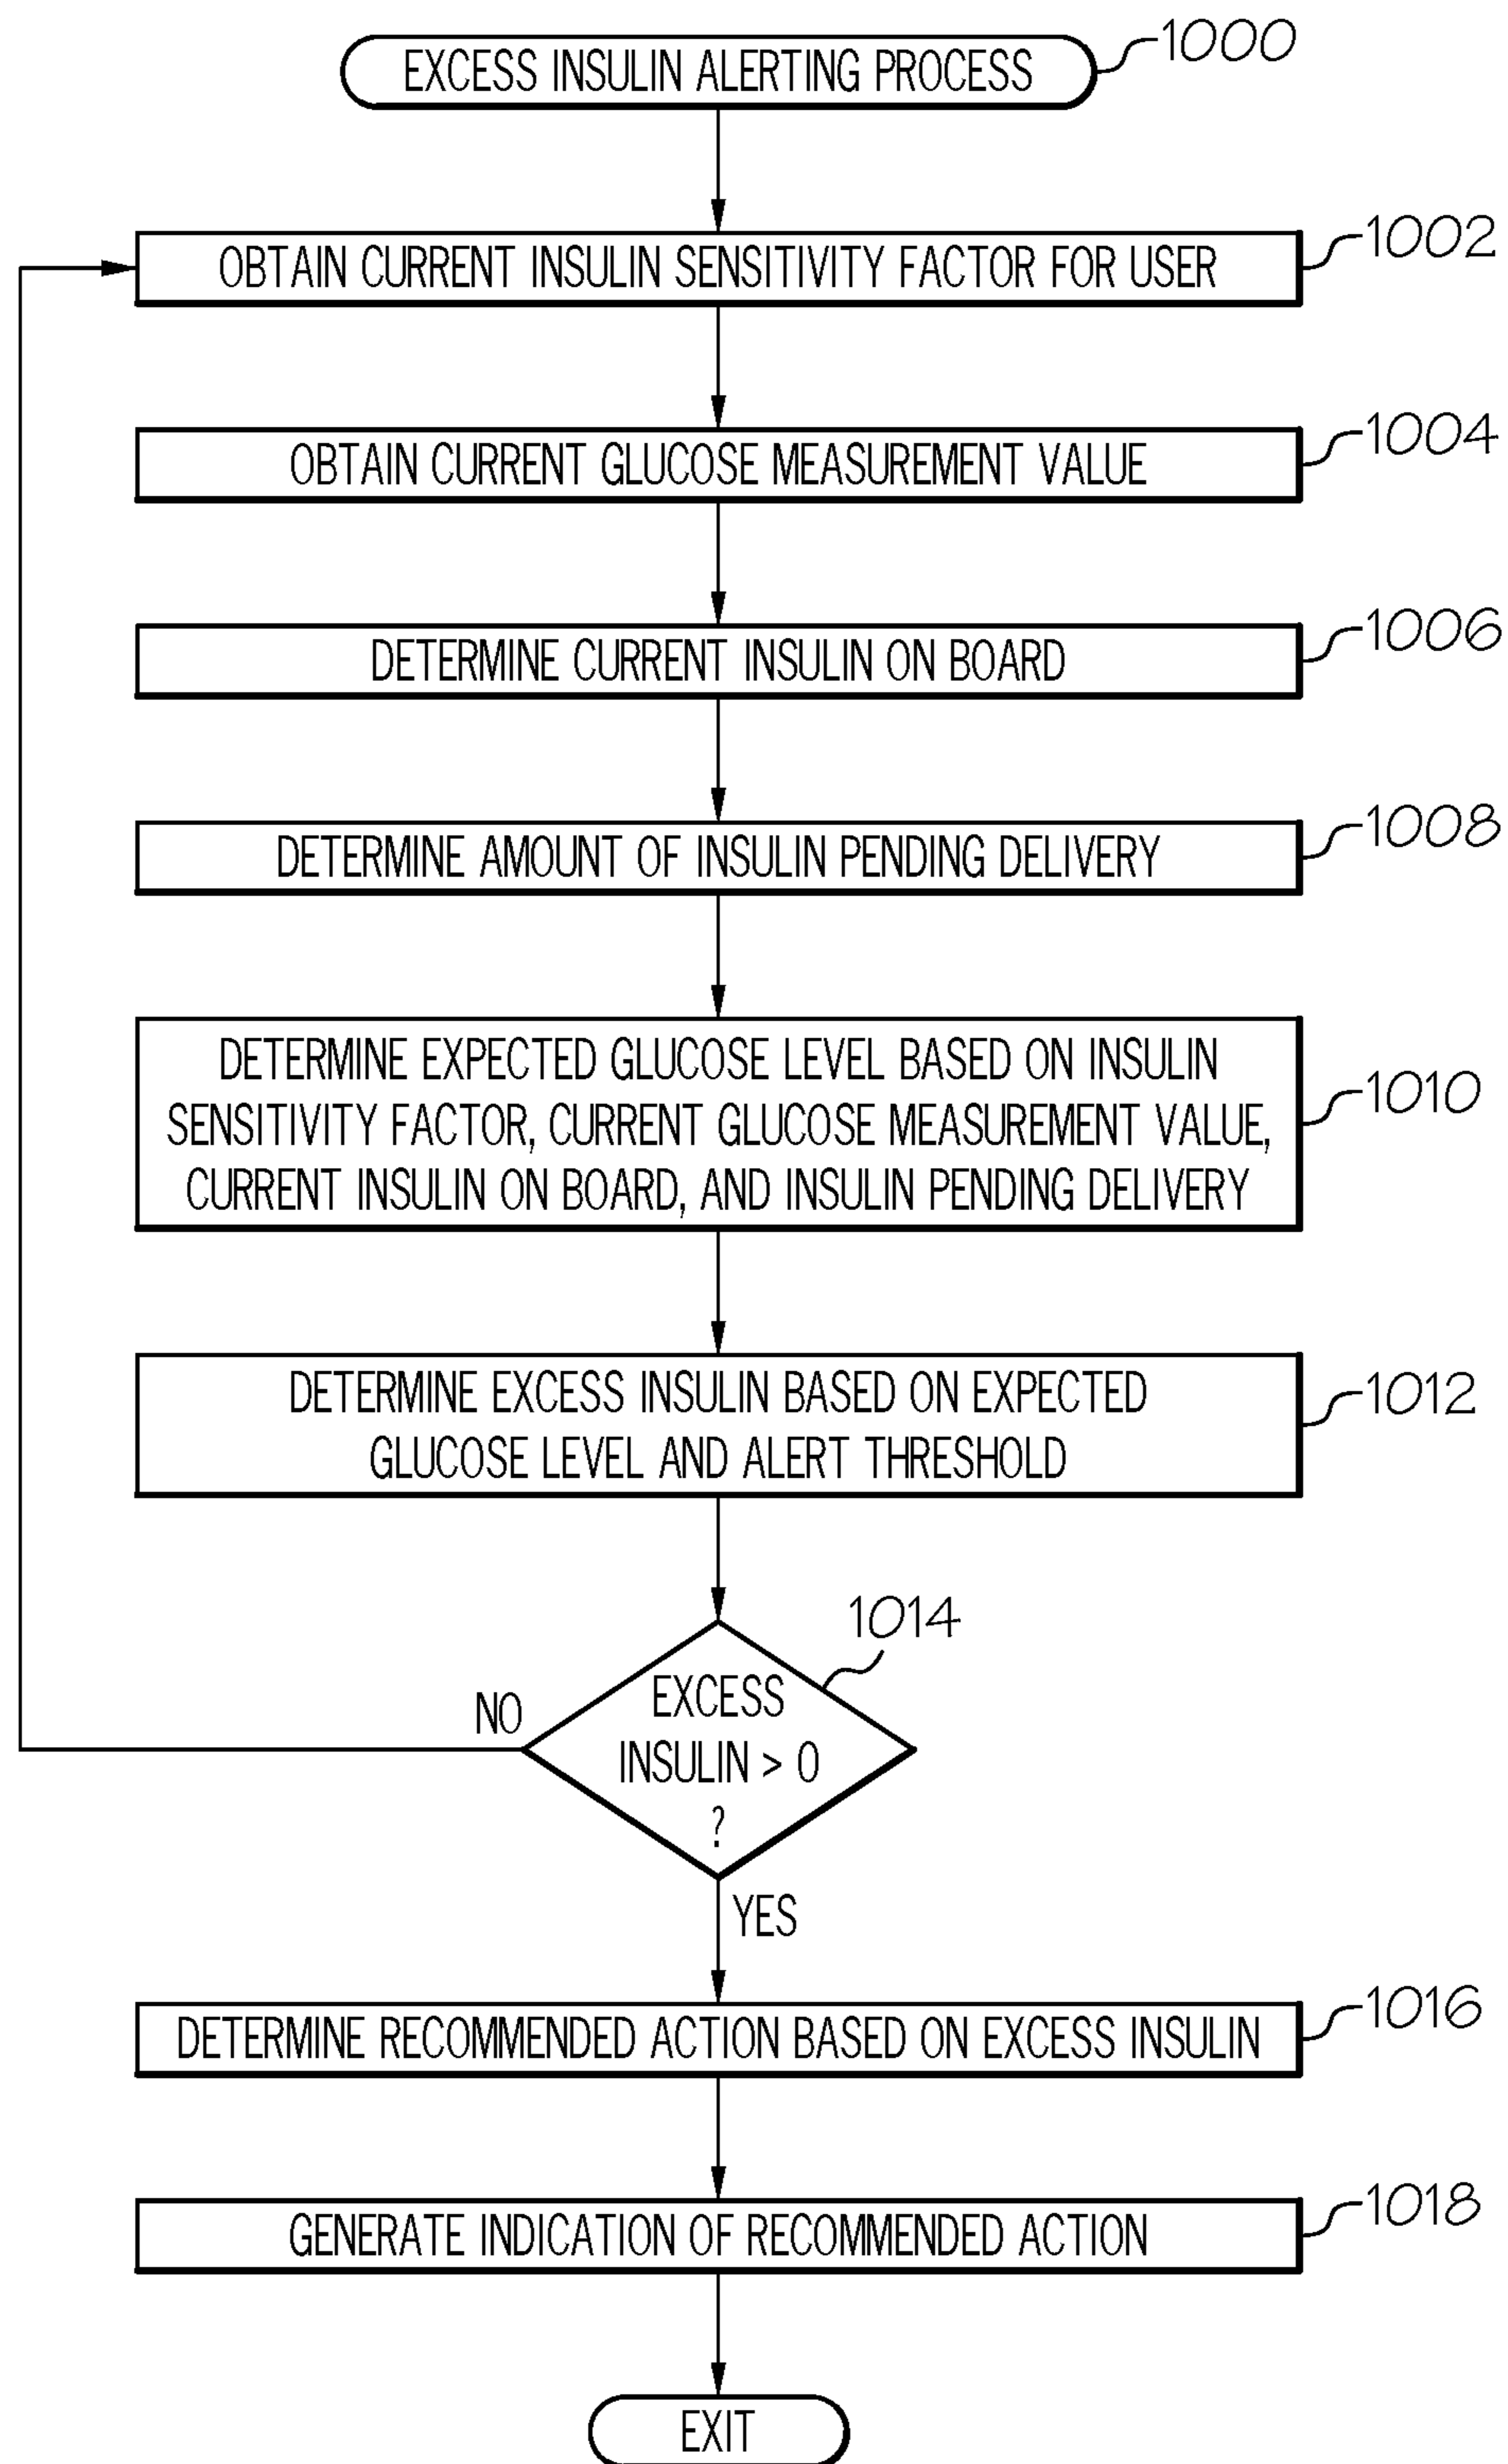 EXCESS INSULIN ALERTING PROCESS
1000
OBTAIN CURRENT INSULIN SENSITIVITY FACTOR FOR USER
1002
OBTAIN CURRENT GLUCOSE MEASUREMENT VALUE
1004
DETERMINE CURRENT INSULIN ON BOARD
1006
DETERMINE AMOUNT OF INSULIN PENDING DELIVERY
1008
DETERMINE EXPECTED GLUCOSE LEVEL BASED ON INSULIN
SENSITIVITY FACTOR, CURRENT GLUCOSE MEASUREMENT VALUE,
CURRENT INSULIN ON BOARD, AND INSULIN PENDING DELIVERY
1010
DETERMINE EXCESS INSULIN BASED ON EXPECTED
GLUCOSE LEVEL AND ALERT THRESHOLD
1012
1014
EXCESS
INSULIN > 0
?
NO
YES
DETERMINE RECOMMENDED ACTION BASED ON EXCESS INSULIN
1016
GENERATE INDICATION OF RECOMMENDED ACTION
1018
EXIT